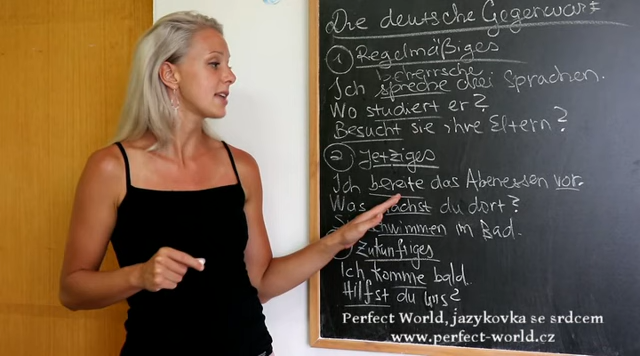 Die deutsche Gegenwart
1 Regelmäßiges
beherrsche
Ich spreche drei Sprachen.
Wo studiert er?
Besucht sie ihre Eltern?
2 Jetziges
Ich bereite das Abenessen vor.
Was machst du dort?
Sie schwimmen im Bad.
Zukünftiges
Ich komme bald.
Hilfst du uns?
Perfect World, jazykovka se srdcem
www.perfect-world.cz